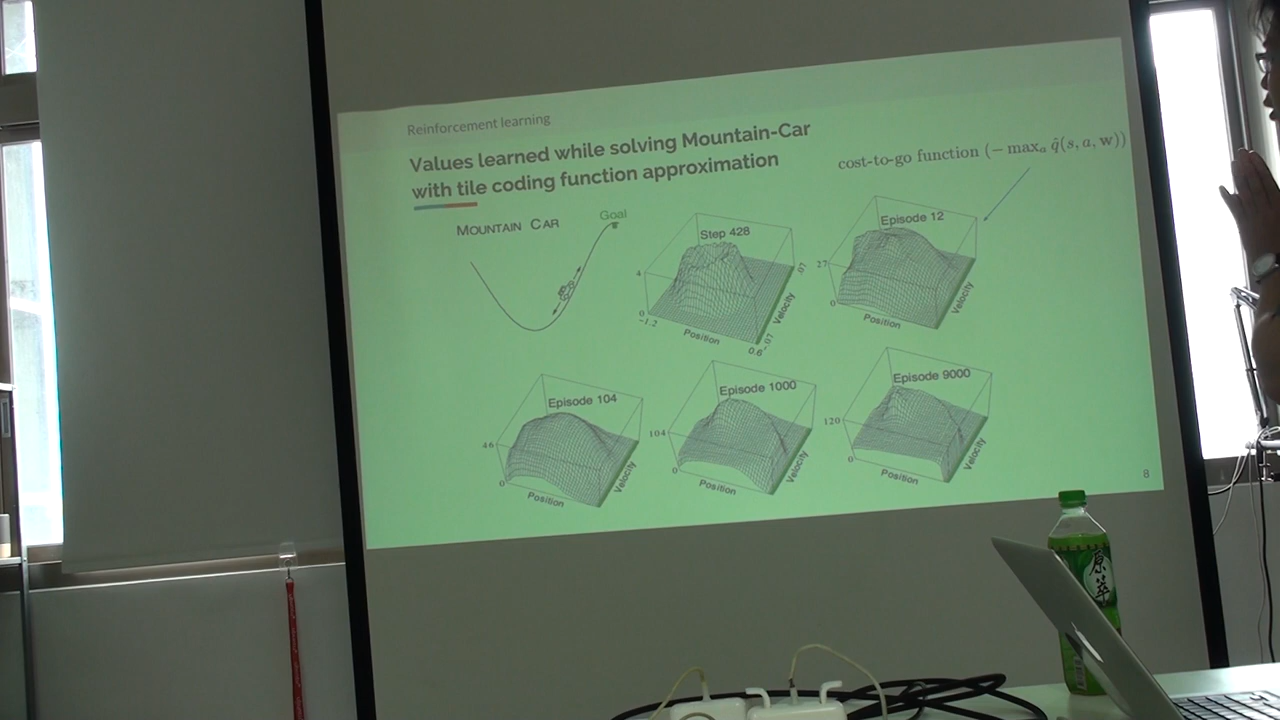 Reinforcement learning
Values learned while solving Mountain-Car
with tile coding function approximation
cost-to-go function (− maxₐ q̂(s, a, w))
MOUNTAIN CAR
Goal
Step 428
4
0
-1.2
Position
0.6
-.07
Velocity
.07
Episode 12
27
0
Position
Velocity
Episode 104
46
0
Position
Velocity
Episode 1000
104
0
Position
Velocity
Episode 9000
120
0
Position
Velocity
8
原萃